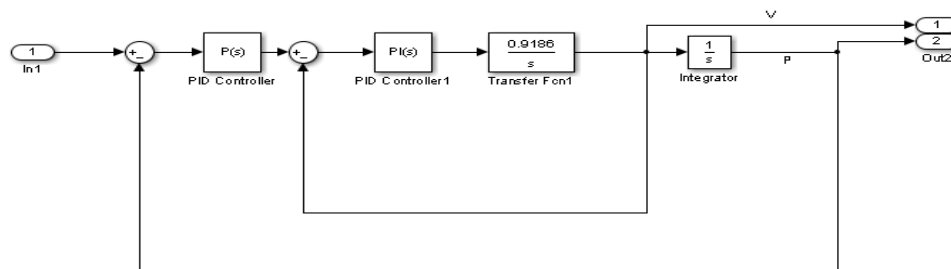 V
1
In1
+
−
P(s)
PID Controller
+
−
PI(s)
PID Controller1
0.9186
s
Transfer Fcn1
1
s
Integrator
P
1
2
Out2